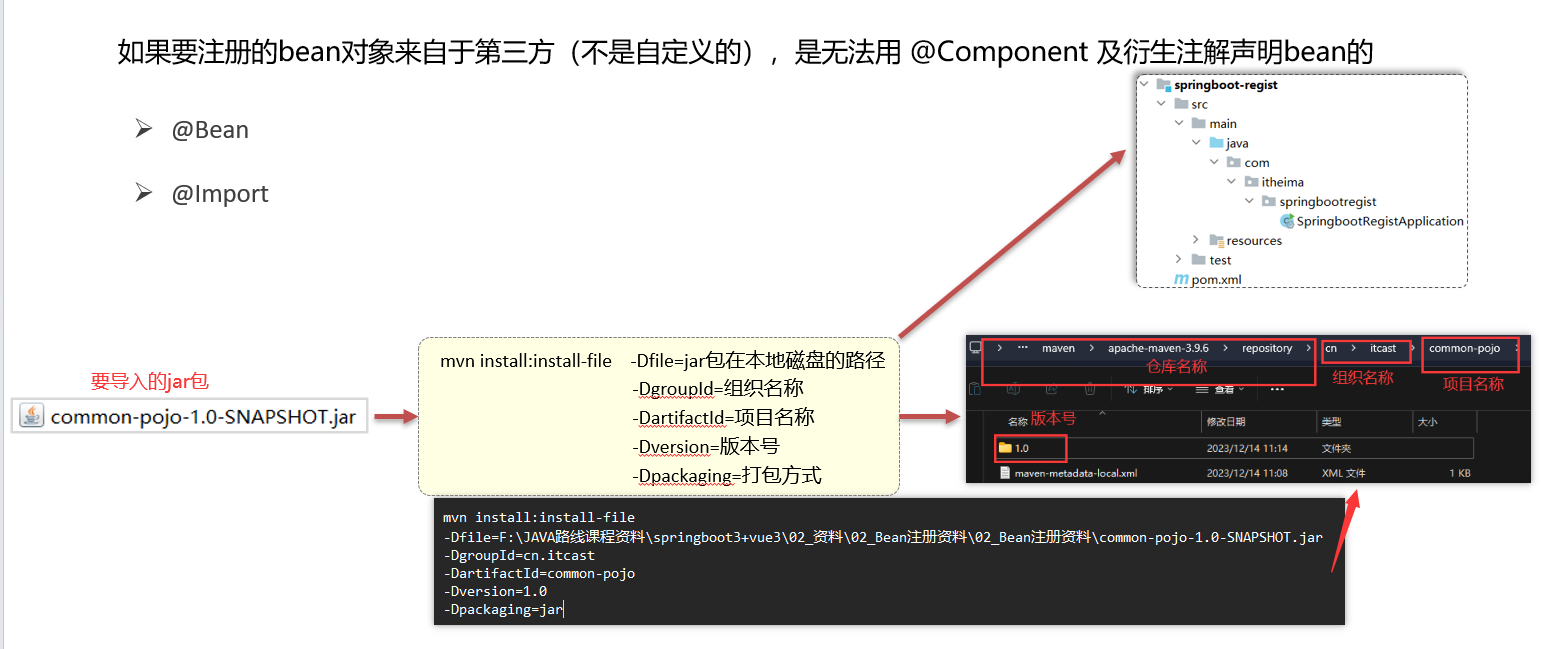 如果要注册的bean对象来自于第三方（不是自定义的），是无法用 @Component 及衍生注解声明bean的
@Bean
@Import
springboot-regist
src
main
java
com
itheima
springbootregist
SpringbootRegistApplication
resources
test
pom.xml
要导入的jar包
common-pojo-1.0-SNAPSHOT.jar
mvn install:install-file -Dfile=jar包在本地磁盘的路径
-DgroupId=组织名称
-DartifactId=项目名称
-Dversion=版本号
-Dpackaging=打包方式
› ··· maven › apache-maven-3.9.6 › repository › cn › itcast › common-pojo ›
仓库名称 组织名称 项目名称
排序 查看 ···
名称 版本号 修改日期 类型 大小
1.0 2023/12/14 11:14 文件夹
maven-metadata-local.xml 2023/12/14 11:08 XML 文件 1 KB
mvn install:install-file
-Dfile=F:\JAVA路线课程资料\springboot3+vue3\02_资料\02_Bean注册资料\02_Bean注册资料\common-pojo-1.0-SNAPSHOT.jar
-DgroupId=cn.itcast
-DartifactId=common-pojo
-Dversion=1.0
-Dpackaging=jar